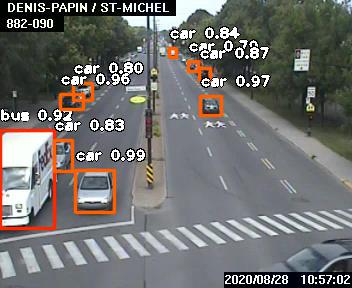 DENIS-PAPIN / ST-MICHEL
882-090
car 0.84
car 0.87
car 0.80
car 0.96
car 0.97
bus 0.92
car 0.83
car 0.99
2020/08/28 10:57:02